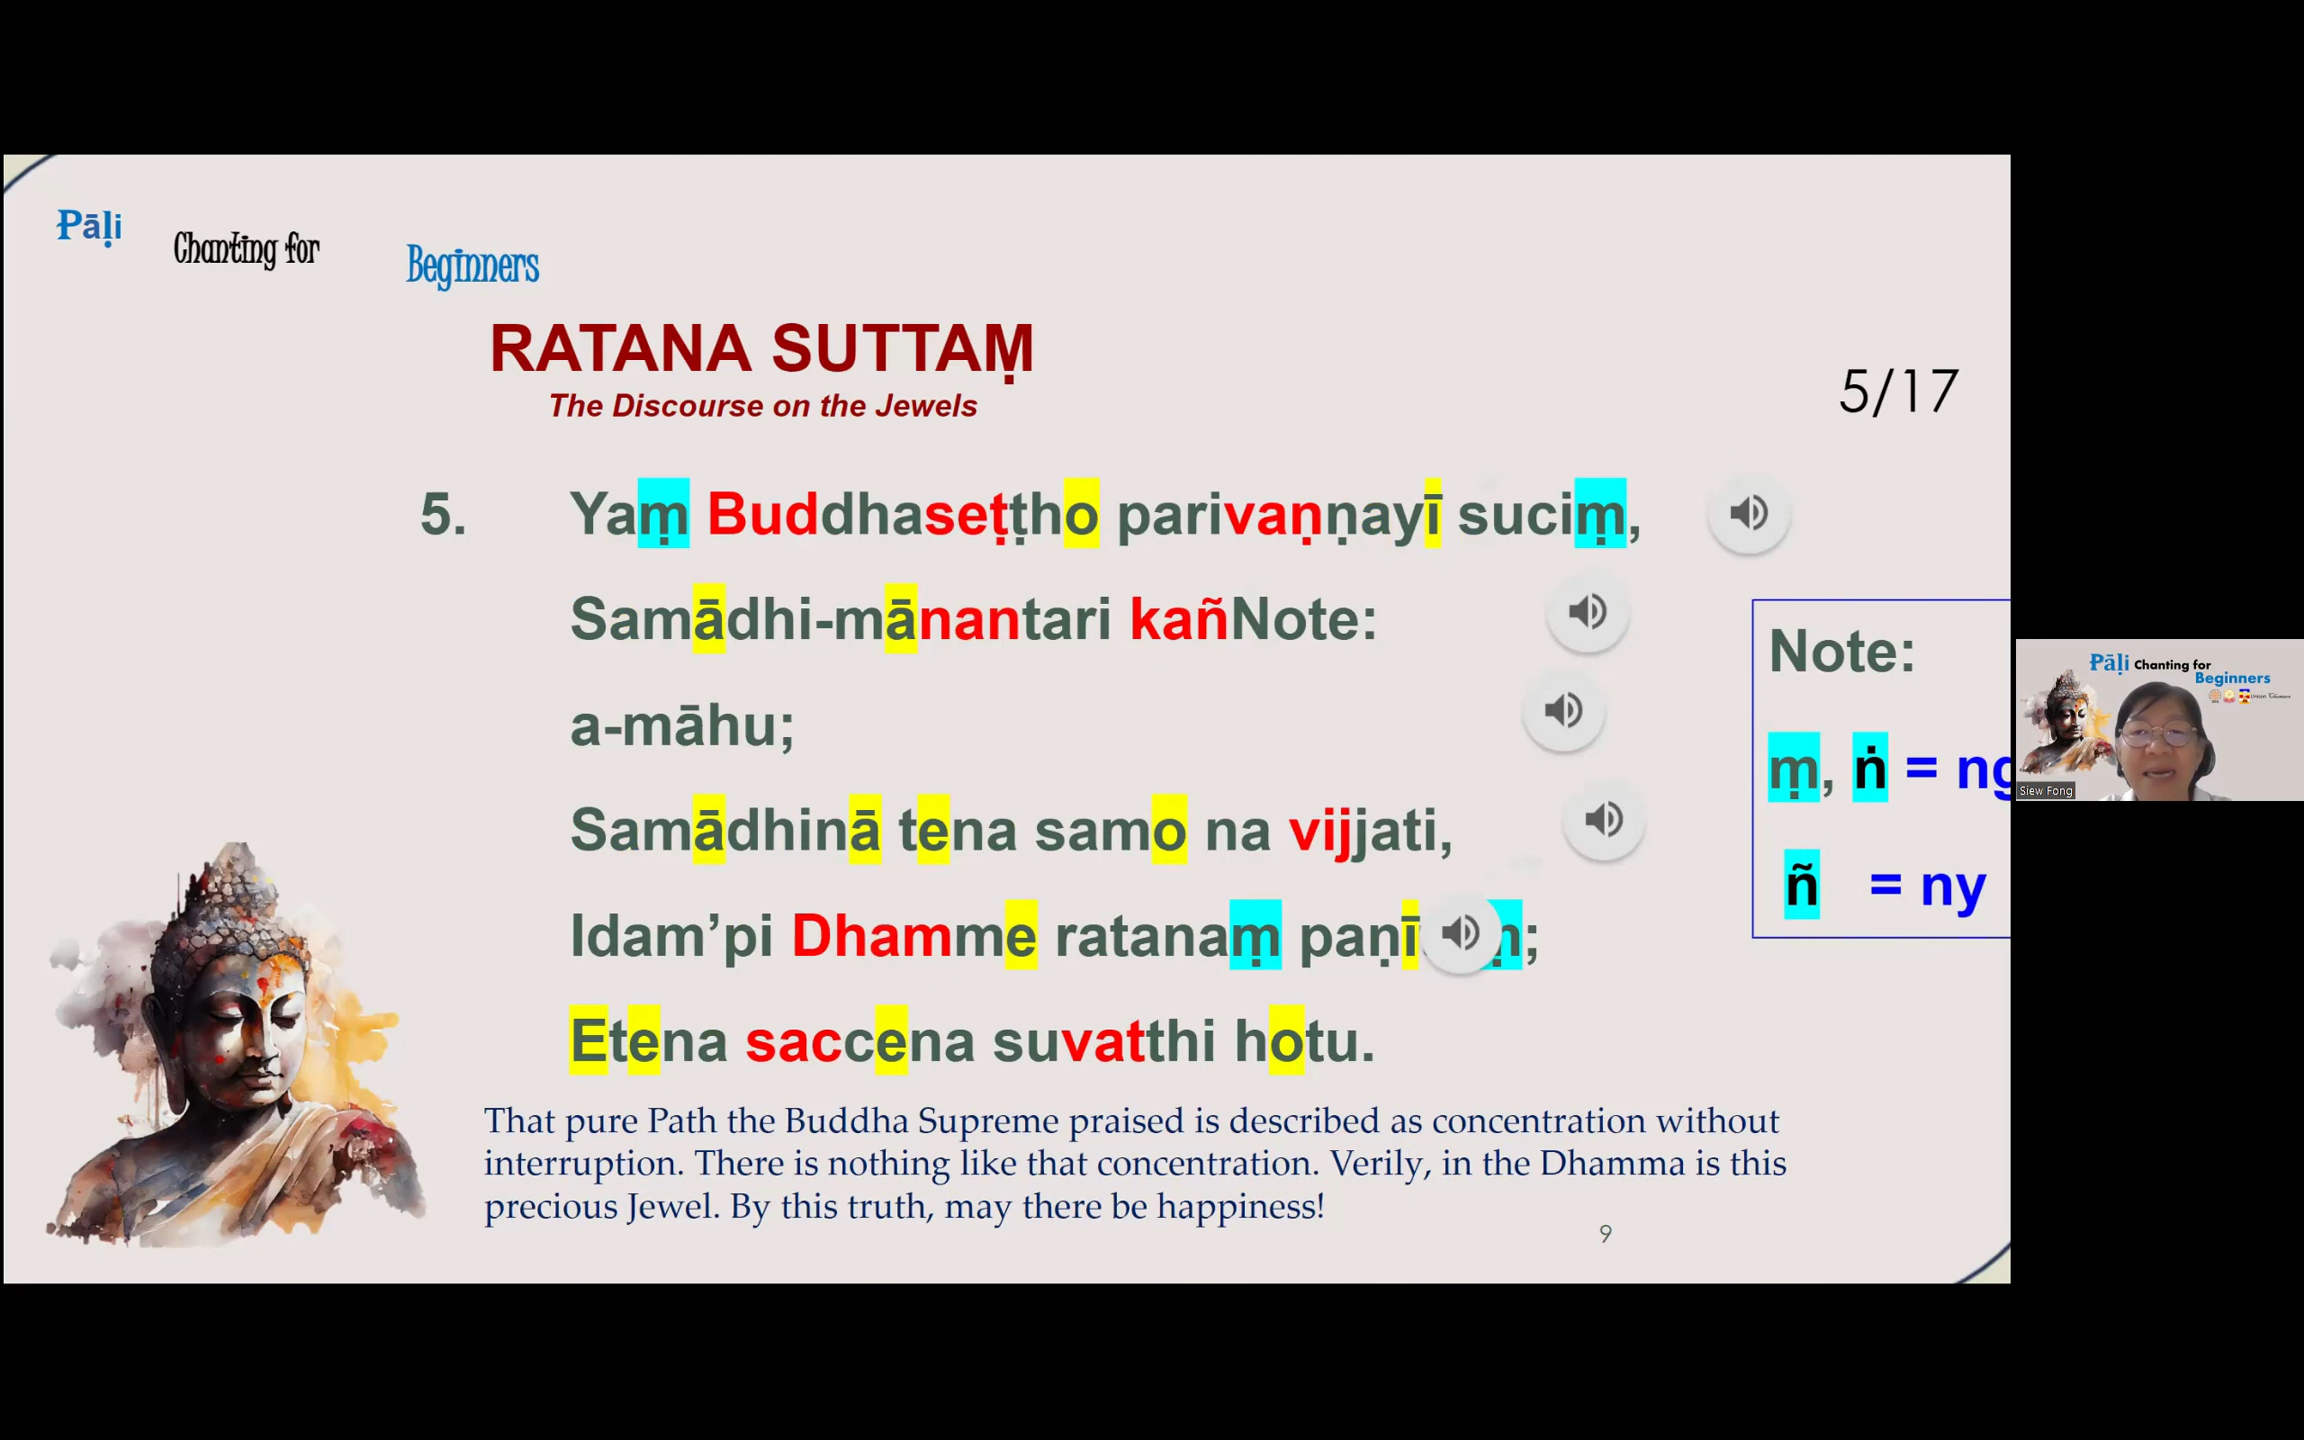 Pāḷi Chanting for Beginners
RATANA SUTTAṂ
The Discourse on the Jewels
5/17
5. Yaṃ Buddhaseṭṭho parivaṇṇayī suciṃ,
Samādhi-mānantari kañNote:
a-māhu;
Samādhinā tena samo na vijjati,
Idam’pi Dhamme ratanaṃ
Etena saccena suvatthi hotu.
Note:
ṃ, ṅ = ng
ñ = ny
That pure Path the Buddha Supreme praised is described as concentration without
interruption. There is nothing like that concentration. Verily, in the Dhamma is this
precious Jewel. By this truth, may there be happiness!
9
Pāḷi Chanting for
Beginners
Siew Fong